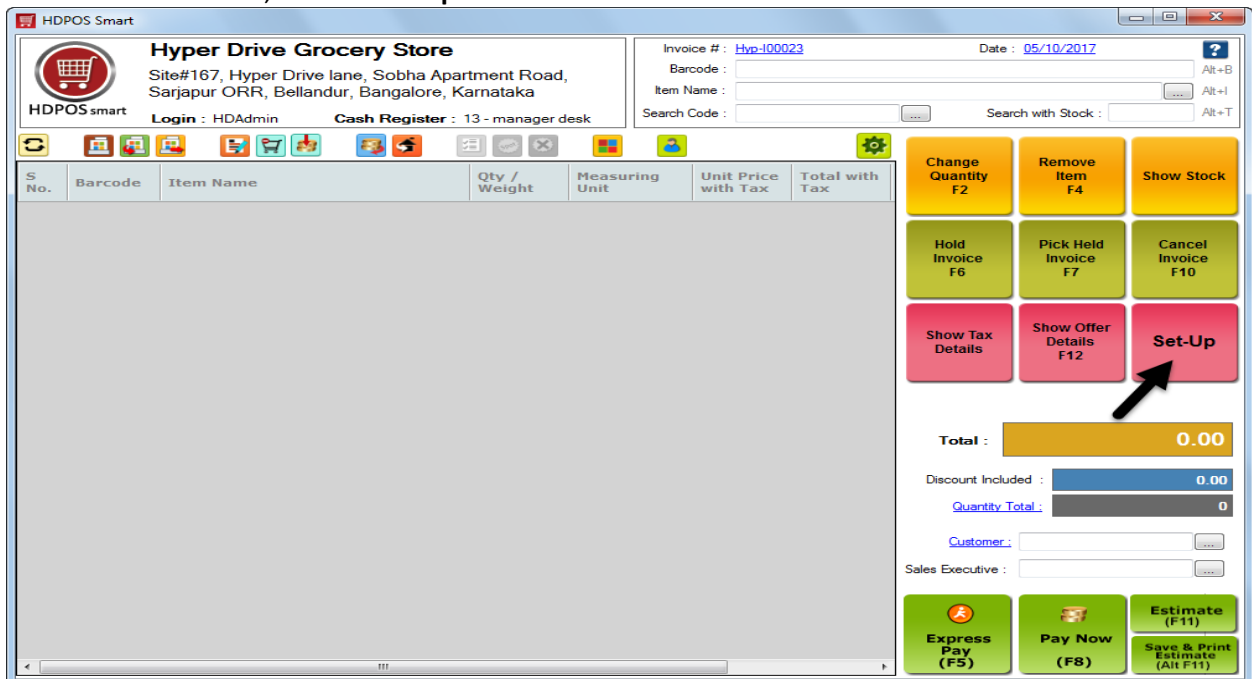 HDPOS Smart
Hyper Drive Grocery Store
Site#167, Hyper Drive lane, Sobha Apartment Road,
Sarjapur ORR, Bellandur, Bangalore, Karnataka
HDPOS smart
Login : HDAdmin Cash Register : 13 - manager desk
Invoice # : Hyp-I00023 Date : 05/10/2017 ?
Barcode : Alt+B
Item Name : ... Alt+I
Search Code : ... Search with Stock : Alt+T
S No. Barcode Item Name Qty / Weight Measuring Unit Unit Price with Tax Total with Tax
Change Quantity F2
Remove Item F4
Show Stock
Hold Invoice F6
Pick Held Invoice F7
Cancel Invoice F10
Show Tax Details
Show Offer Details F12
Set-Up
Total : 0.00
Discount Included : 0.00
Quantity Total : 0
Customer : ...
Sales Executive : ...
Express Pay (F5)
Pay Now (F8)
Estimate (F11)
Save & Print Estimate (Alt F11)